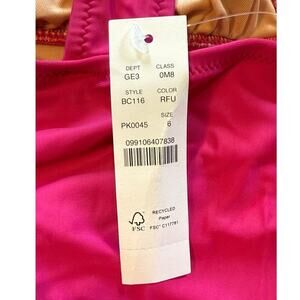 DEPT CLASS
GE3 0M8
STYLE COLOR
BC116 RFU
SIZE
PK0045 6
099106407838
RECYCLED
Paper
FSC FSC® C117781